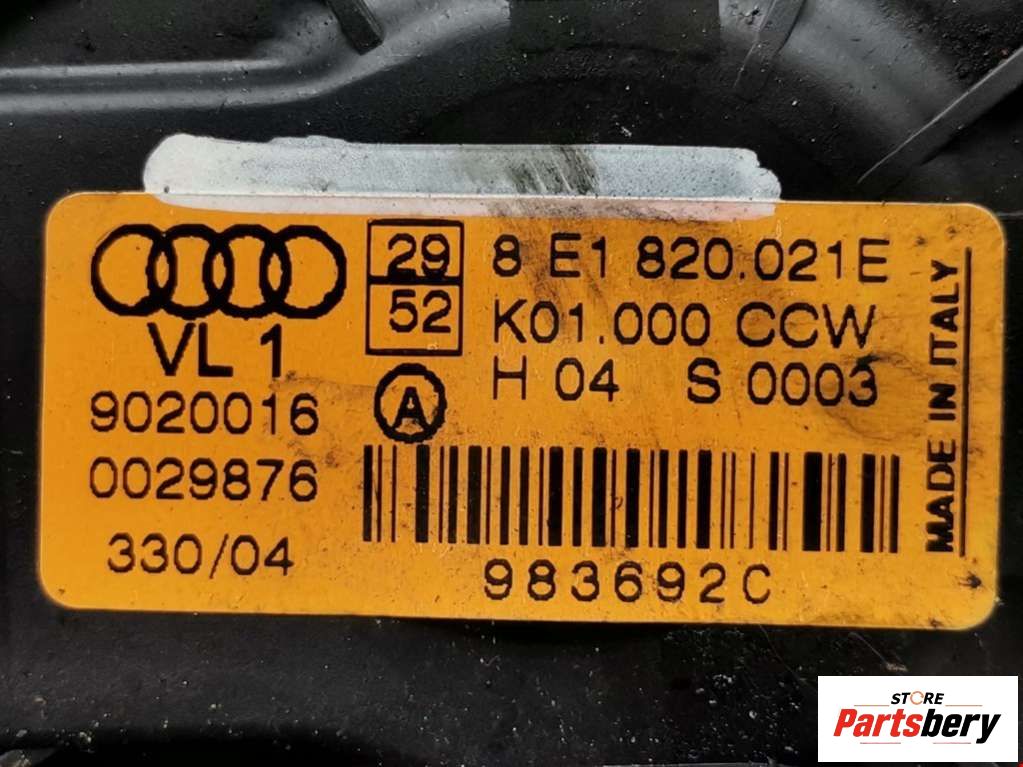 29 8 E1 820.021E
52 K01.000 CCW
VL 1
H 04 S 0003
A
9020016
0029876
330/04
983692C
MADE IN ITALY
STORE
Partsbery